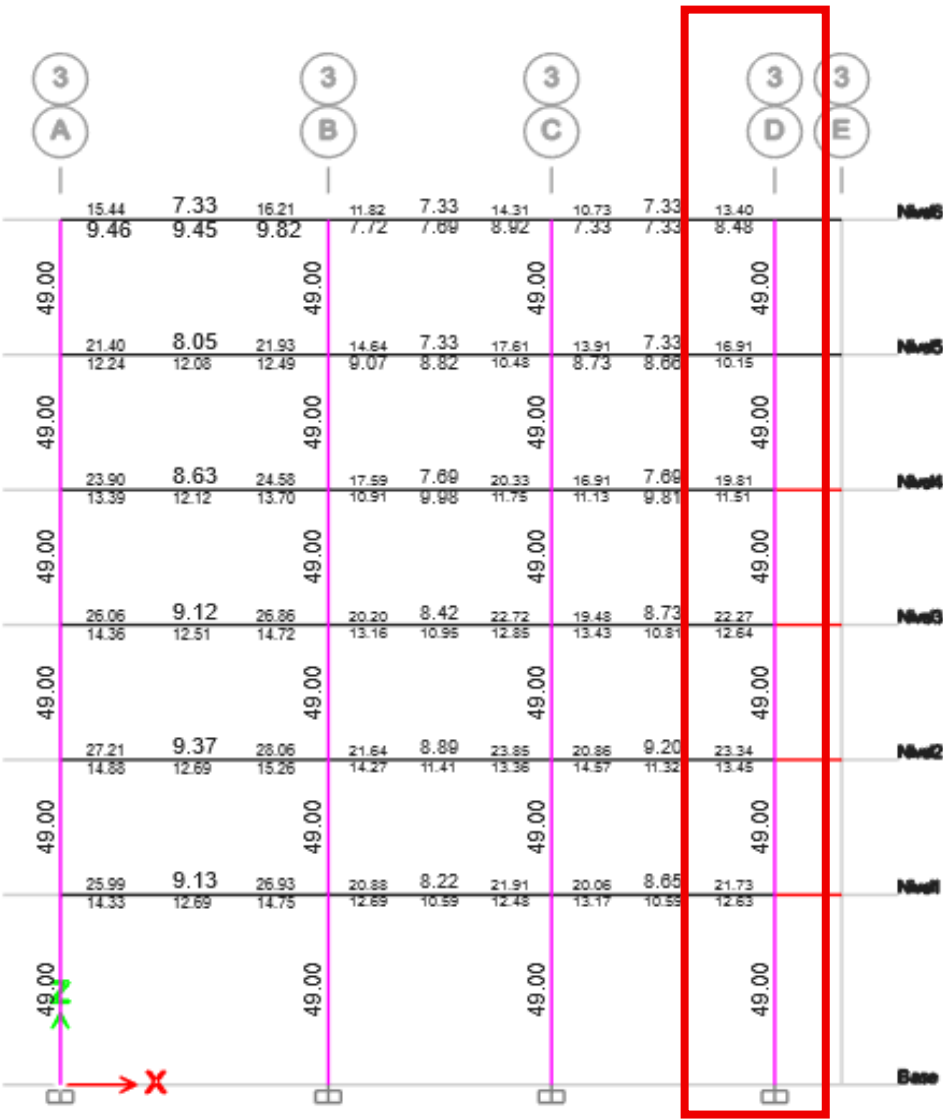 3 3 3 3 3
A B C D E
15.44 7.33 16.21 11.82 7.33 14.31 10.73 7.33 13.40 Nivel6
9.46 9.45 9.82 7.72 7.69 8.92 7.33 7.33 8.48
49.00 49.00 49.00 49.00
21.40 8.05 21.93 14.64 7.33 17.61 13.91 7.33 16.91 Nivel5
12.24 12.08 12.49 9.07 8.82 10.48 8.73 8.66 10.15
49.00 49.00 49.00 49.00
23.90 8.63 24.58 17.59 7.69 20.33 16.91 7.69 19.81 Nivel4
13.39 12.12 13.70 10.91 9.98 11.75 11.13 9.81 11.51
49.00 49.00 49.00 49.00
26.06 9.12 26.86 20.20 8.42 22.72 19.48 8.73 22.27 Nivel3
14.36 12.51 14.72 13.16 10.95 12.85 13.43 10.81 12.64
49.00 49.00 49.00 49.00
27.21 9.37 28.06 21.64 8.89 23.85 20.86 9.20 23.34 Nivel2
14.88 12.69 15.26 14.27 11.41 13.36 14.57 11.32 13.45
49.00 49.00 49.00 49.00
25.99 9.13 26.93 20.88 8.22 21.91 20.06 8.65 21.73 Nivel1
14.33 12.69 14.75 12.69 10.59 12.48 13.17 10.59 12.63
49.00 49.00 49.00 49.00
Z
X Base